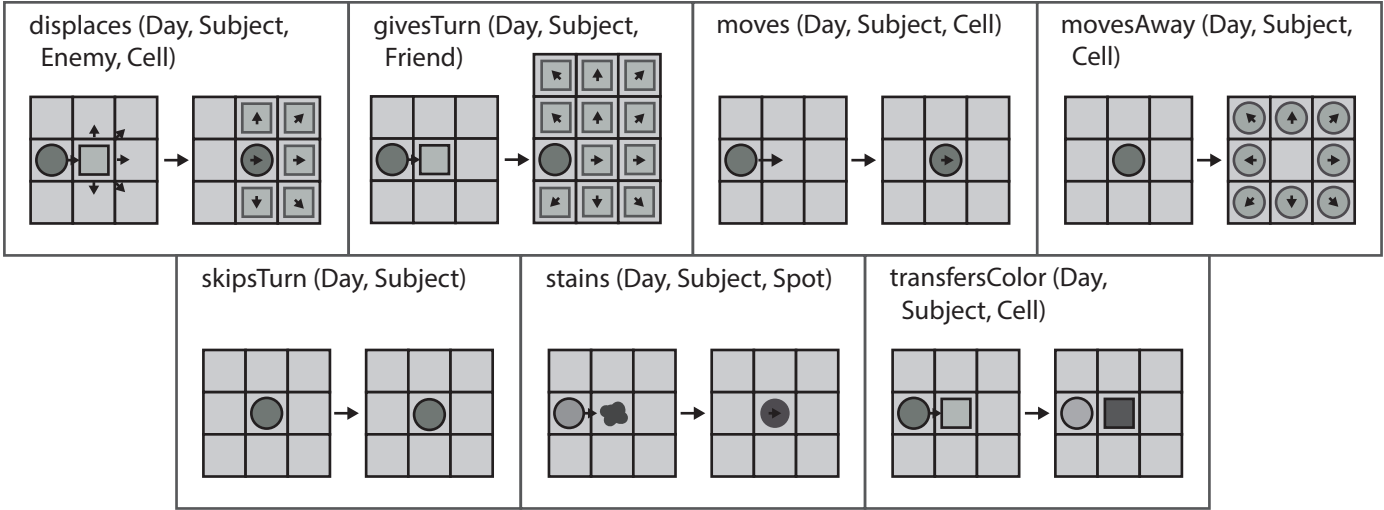 displaces (Day, Subject,
Enemy, Cell)
givesTurn (Day, Subject,
Friend)
moves (Day, Subject, Cell)
movesAway (Day, Subject,
Cell)
skipsTurn (Day, Subject)
stains (Day, Subject, Spot)
transfersColor (Day,
Subject, Cell)